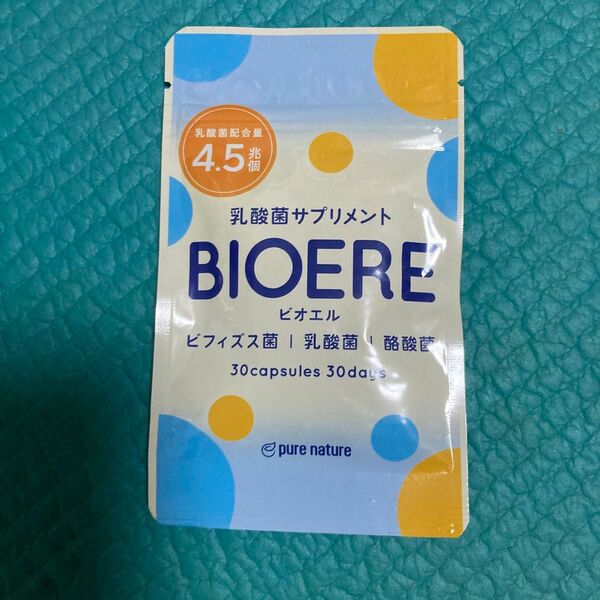 乳酸菌配合量
4.5兆個
乳酸菌サプリメント
BIOERE
ビオエル
ビフィズス菌 | 乳酸菌 | 酪酸菌
30capsules 30days
pure nature